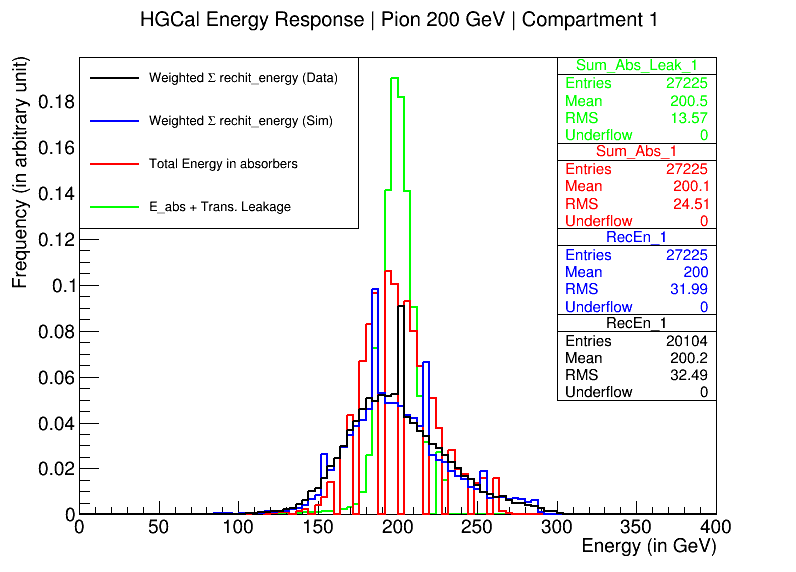 HGCal Energy Response | Pion 200 GeV | Compartment 1
Frequency (in arbitrary unit)
Weighted Σ rechit_energy (Data)
Weighted Σ rechit_energy (Sim)
Total Energy in absorbers
E_abs + Trans. Leakage
Sum_Abs_Leak_1
Entries 27225
Mean 200.5
RMS 13.57
Underflow 0
Sum_Abs_1
Entries 27225
Mean 200.1
RMS 24.51
Underflow 0
RecEn_1
Entries 27225
Mean 200
RMS 31.99
Underflow 0
RecEn_1
Entries 20104
Mean 200.2
RMS 32.49
Underflow 0
0.18
0.16
0.14
0.12
0.1
0.08
0.06
0.04
0.02
0
0 50 100 150 200 250 300 350 400
Energy (in GeV)